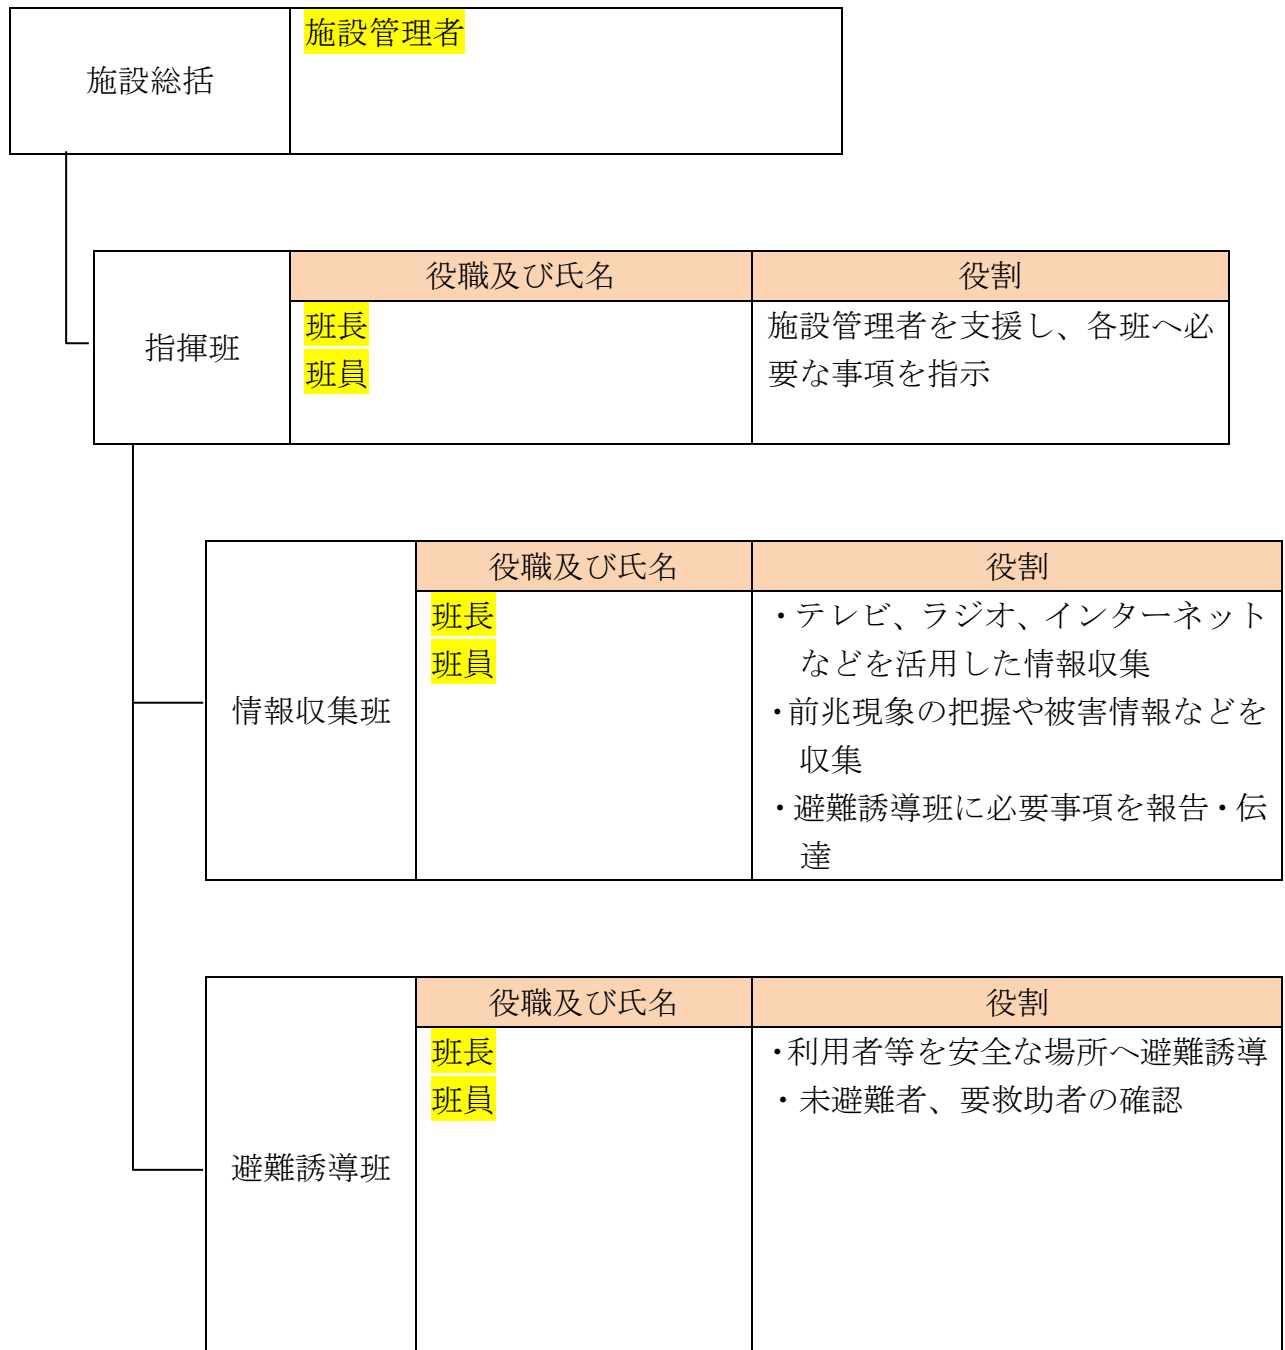 施設総括
施設管理者
指揮班
役職及び氏名
役割
班長
班員
施設管理者を支援し、各班へ必
要な事項を指示
情報収集班
役職及び氏名
役割
班長
班員
・テレビ、ラジオ、インターネット
などを活用した情報収集
・前兆現象の把握や被害情報などを
収集
・避難誘導班に必要事項を報告・伝
達
避難誘導班
役職及び氏名
役割
班長
班員
・利用者等を安全な場所へ避難誘導
・未避難者、要救助者の確認